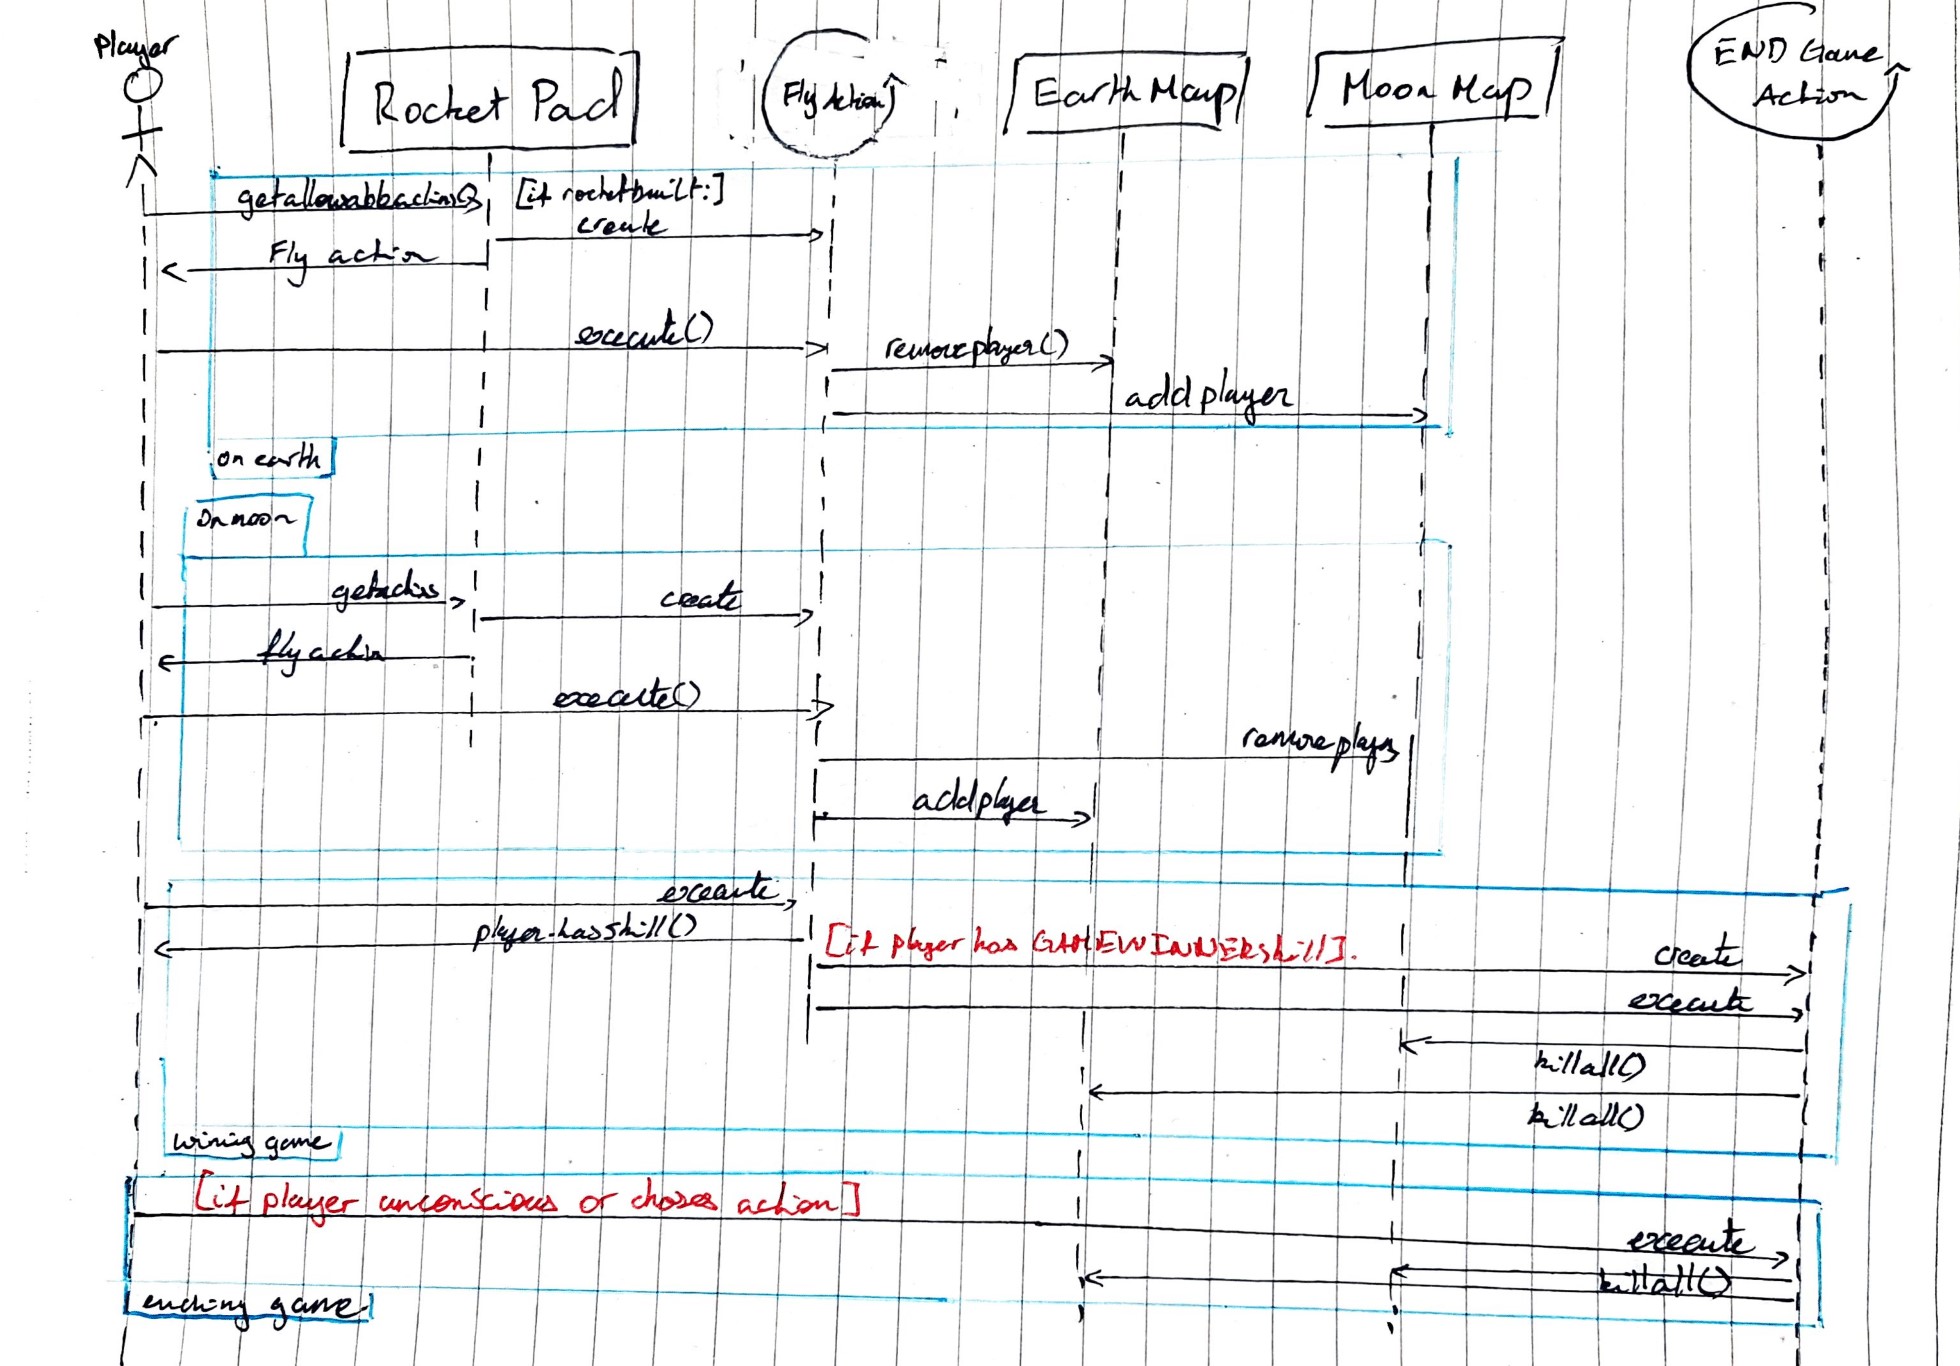 Player
Rocket Pad
Fly Action
Earth Map
Moon Map
END Game
Action
getallowableactions()
[if rocketbuilt:]
create
Fly action
execute()
removeplayer()
add player
on earth
On moon
getactions
create
fly action
execute()
remove player
addplayer
execute
player.hasskill()
[if player has GAMEWINNERskill].
create
execute
killall()
killall()
wining game
[if player unconscious or choses action]
execute
killall()
ending game